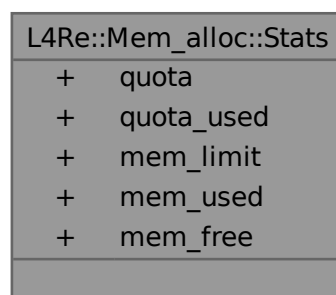 L4Re::Mem_alloc::Stats
+ quota
+ quota_used
+ mem_limit
+ mem_used
+ mem_free